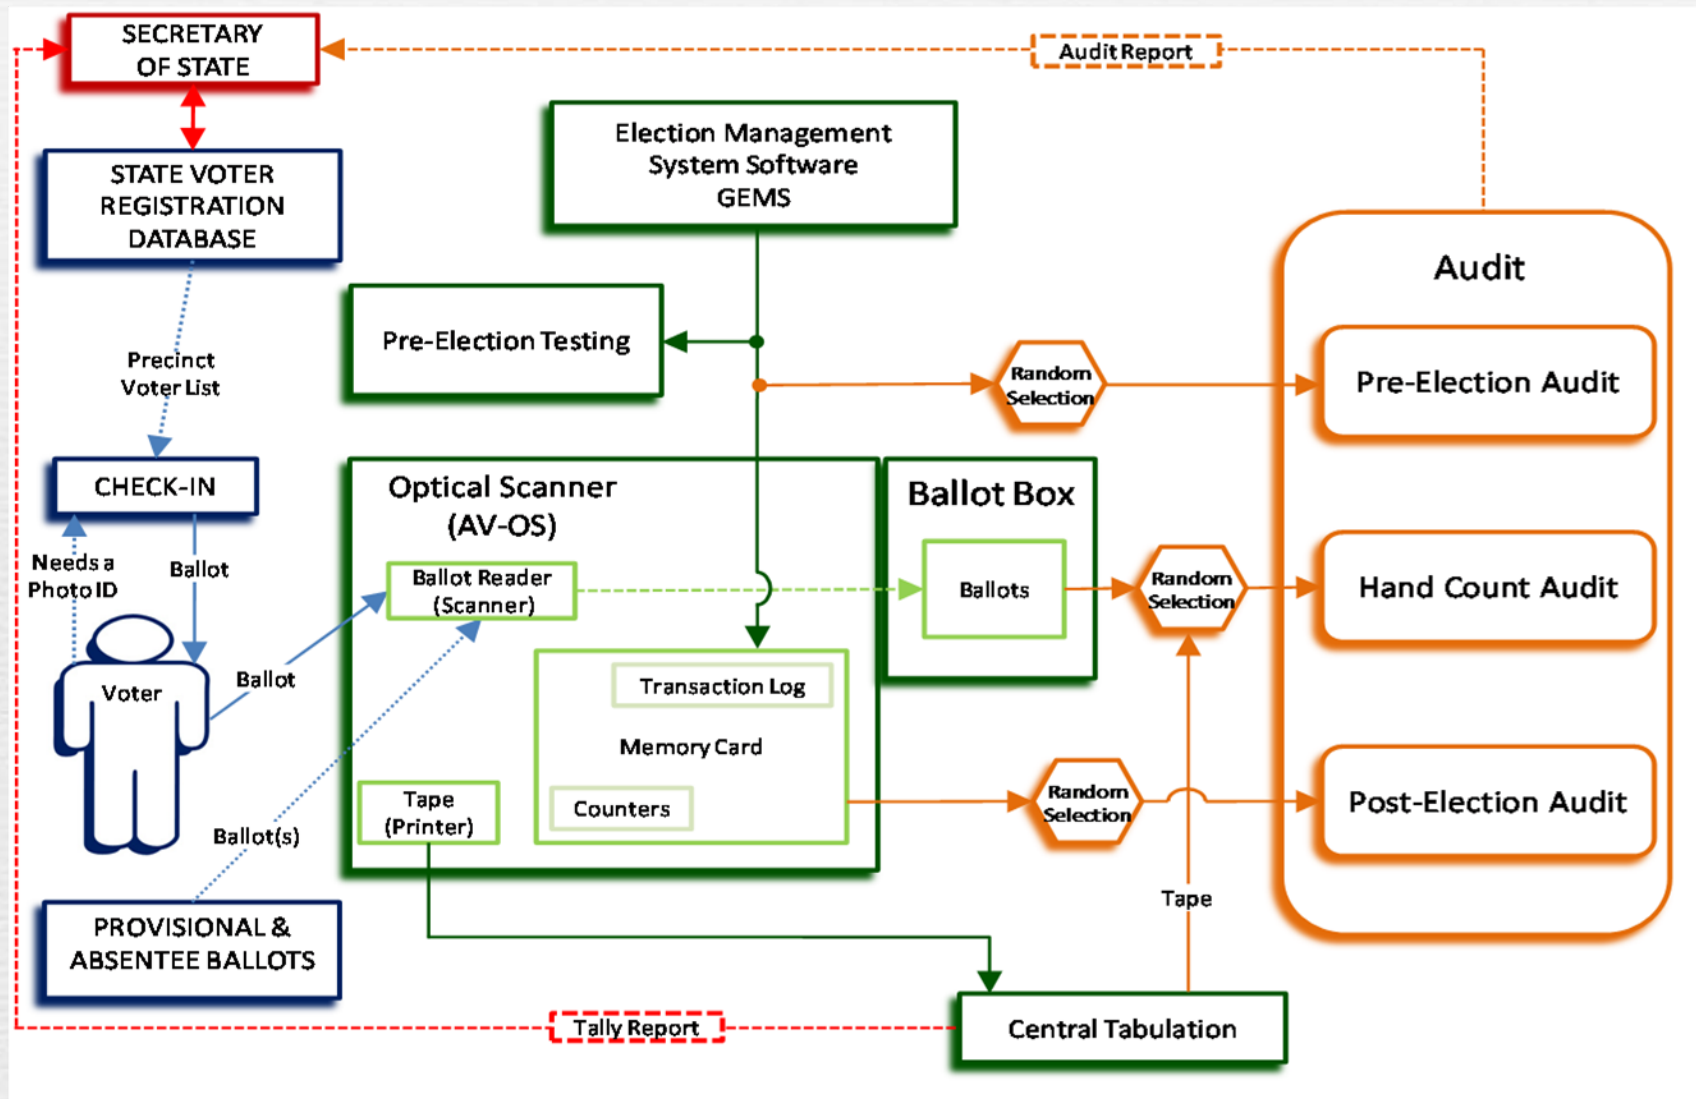 SECRETARY
OF STATE
Audit Report
Election Management
System Software
GEMS
STATE VOTER
REGISTRATION
DATABASE
Audit
Pre-Election Testing
Random
Selection
Pre-Election Audit
Precinct
Voter List
CHECK-IN
Optical Scanner
(AV-OS)
Ballot Box
Needs a
Photo ID
Ballot
Ballot Reader
(Scanner)
Ballots
Random
Selection
Hand Count Audit
Voter
Ballot
Transaction Log
Memory Card
Tape
(Printer)
Counters
Random
Selection
Post-Election Audit
Ballot(s)
Tape
PROVISIONAL &
ABSENTEE BALLOTS
Tally Report
Central Tabulation